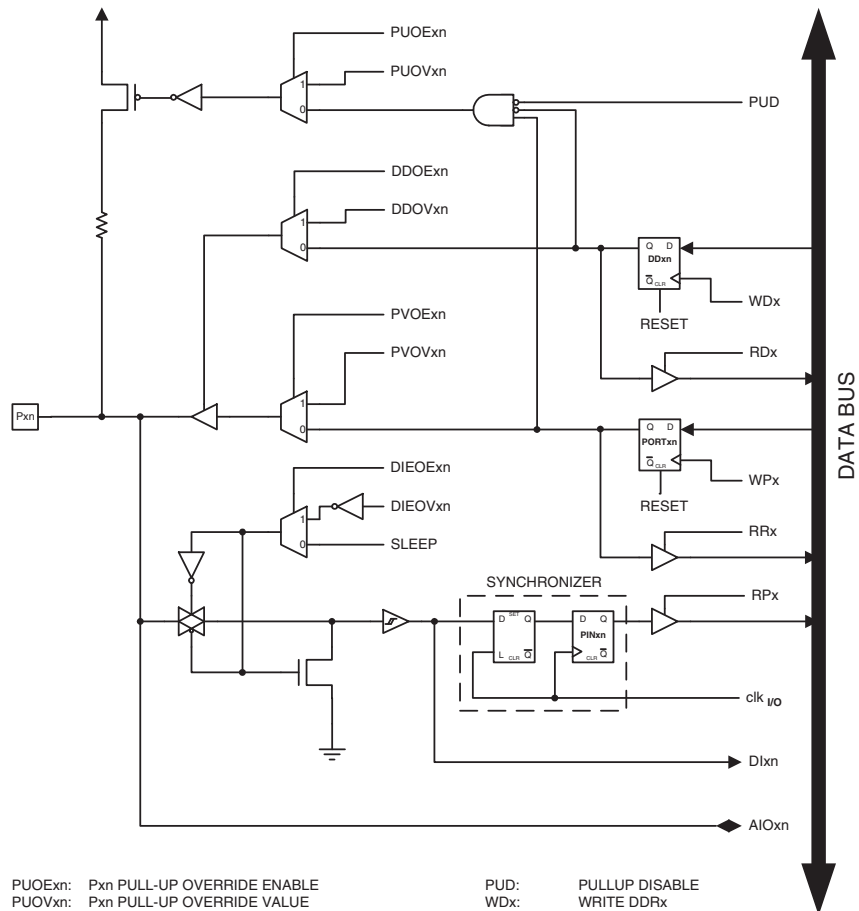 PUOExn
PUOVxn
1
0
PUD
DDOExn
DDOVxn
1
0
Q D
DDxn
Q CLR
WDx
RESET
PVOExn
PVOVxn
RDx
1
0
Pxn
Q D
PORTxn
Q CLR
WPx
RESET
DATA BUS
DIEOExn
DIEOVxn
1
0
SLEEP
RRx
SYNCHRONIZER
RPx
D SET Q
L CLR Q
D Q
PINxn
CLR Q
clk I/O
DIxn
AIOxn
PUOExn: Pxn PULL-UP OVERRIDE ENABLE
PUOVxn: Pxn PULL-UP OVERRIDE VALUE
PUD: PULLUP DISABLE
WDx: WRITE DDRx